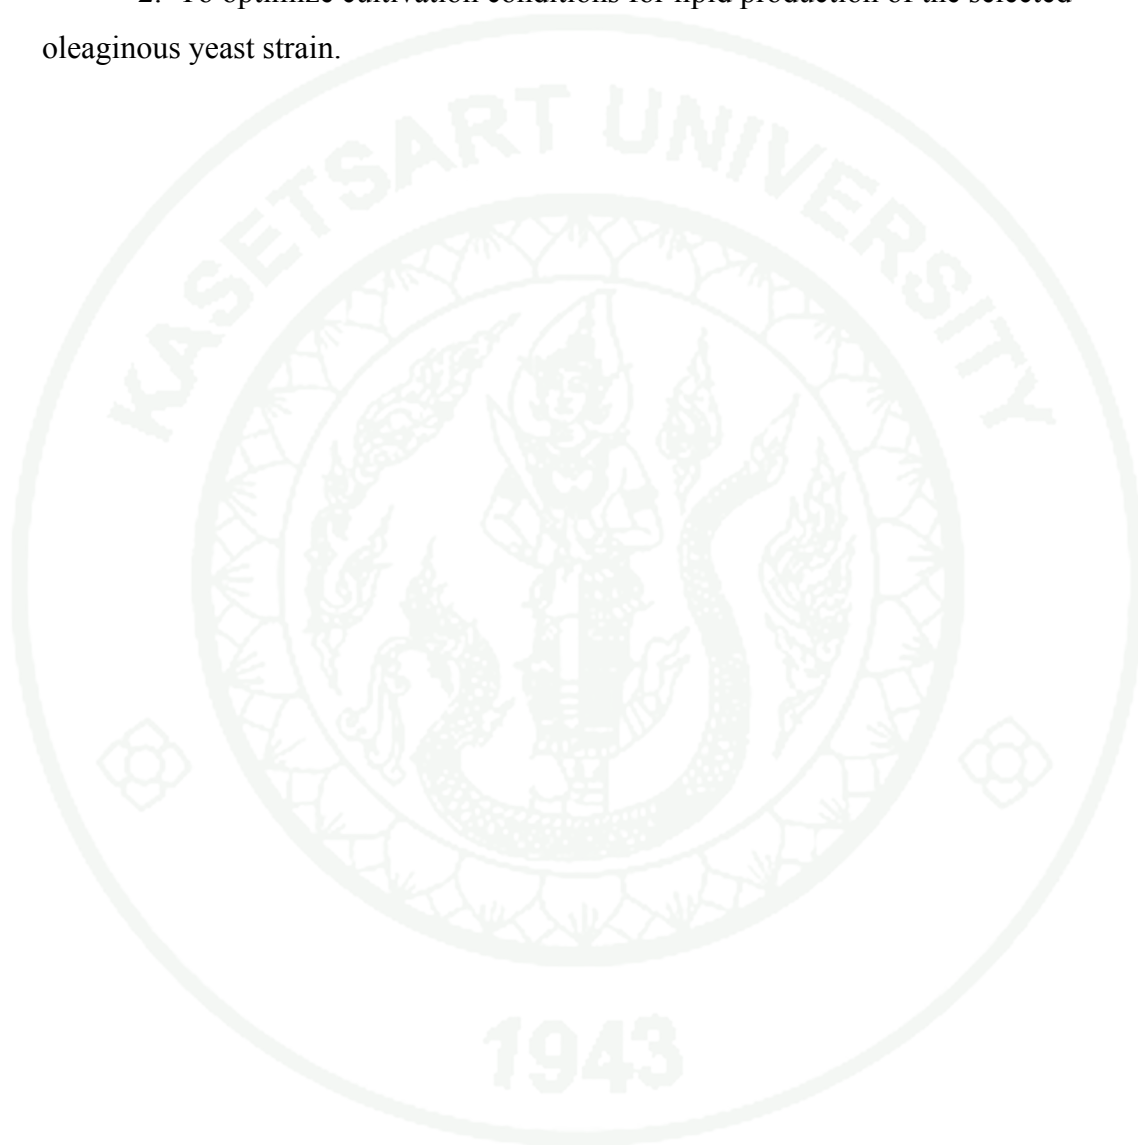 2. To optimize cultivation conditions for lipid production of the selected
oleaginous yeast strain.
KASETSART UNIVERSITY
1943